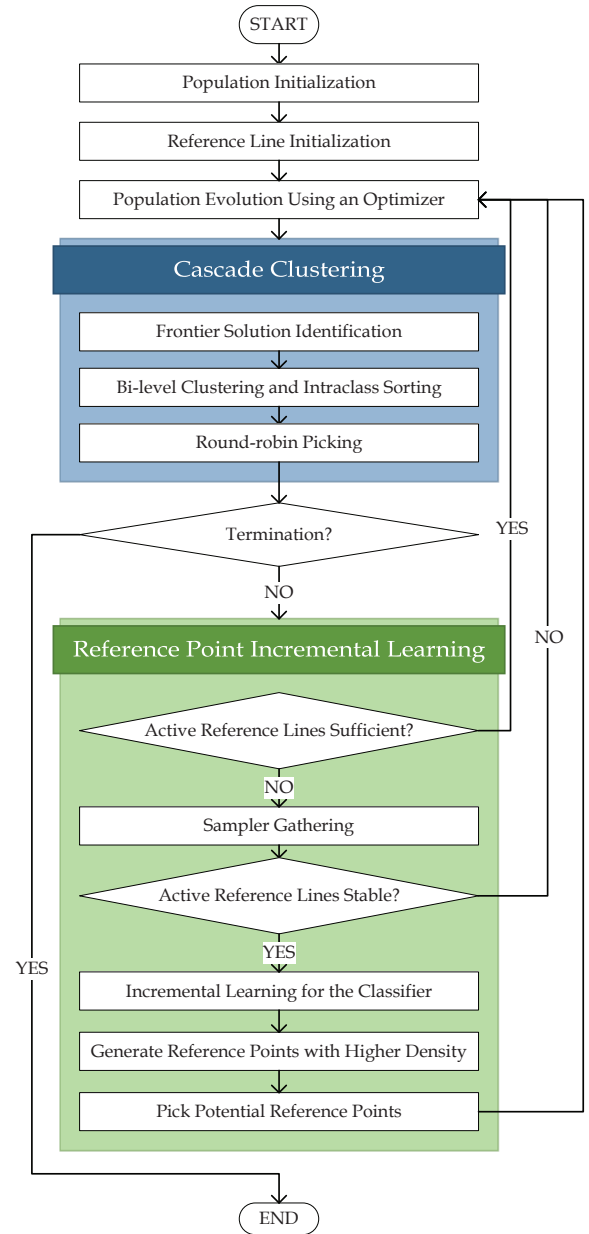 START
Population Initialization
Reference Line Initialization
Population Evolution Using an Optimizer
Cascade Clustering
Frontier Solution Identification
Bi-level Clustering and Intraclass Sorting
Round-robin Picking
Termination?
YES
NO
NO
Reference Point Incremental Learning
Active Reference Lines Sufficient?
NO
Sampler Gathering
Active Reference Lines Stable?
YES
YES
Incremental Learning for the Classifier
Generate Reference Points with Higher Density
Pick Potential Reference Points
END